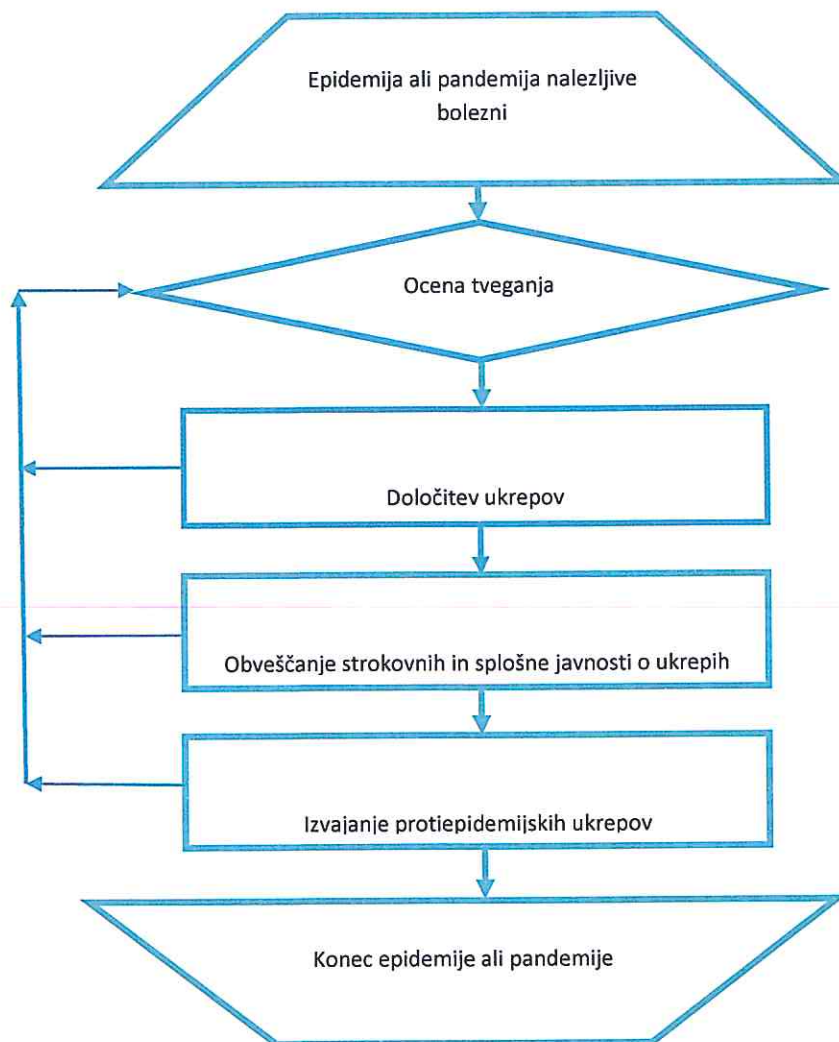 Epidemija ali pandemija nalezljive
bolezni
Ocena tveganja
Določitev ukrepov
Obveščanje strokovnih in splošne javnosti o ukrepih
Izvajanje protiepidemijskih ukrepov
Konec epidemije ali pandemije